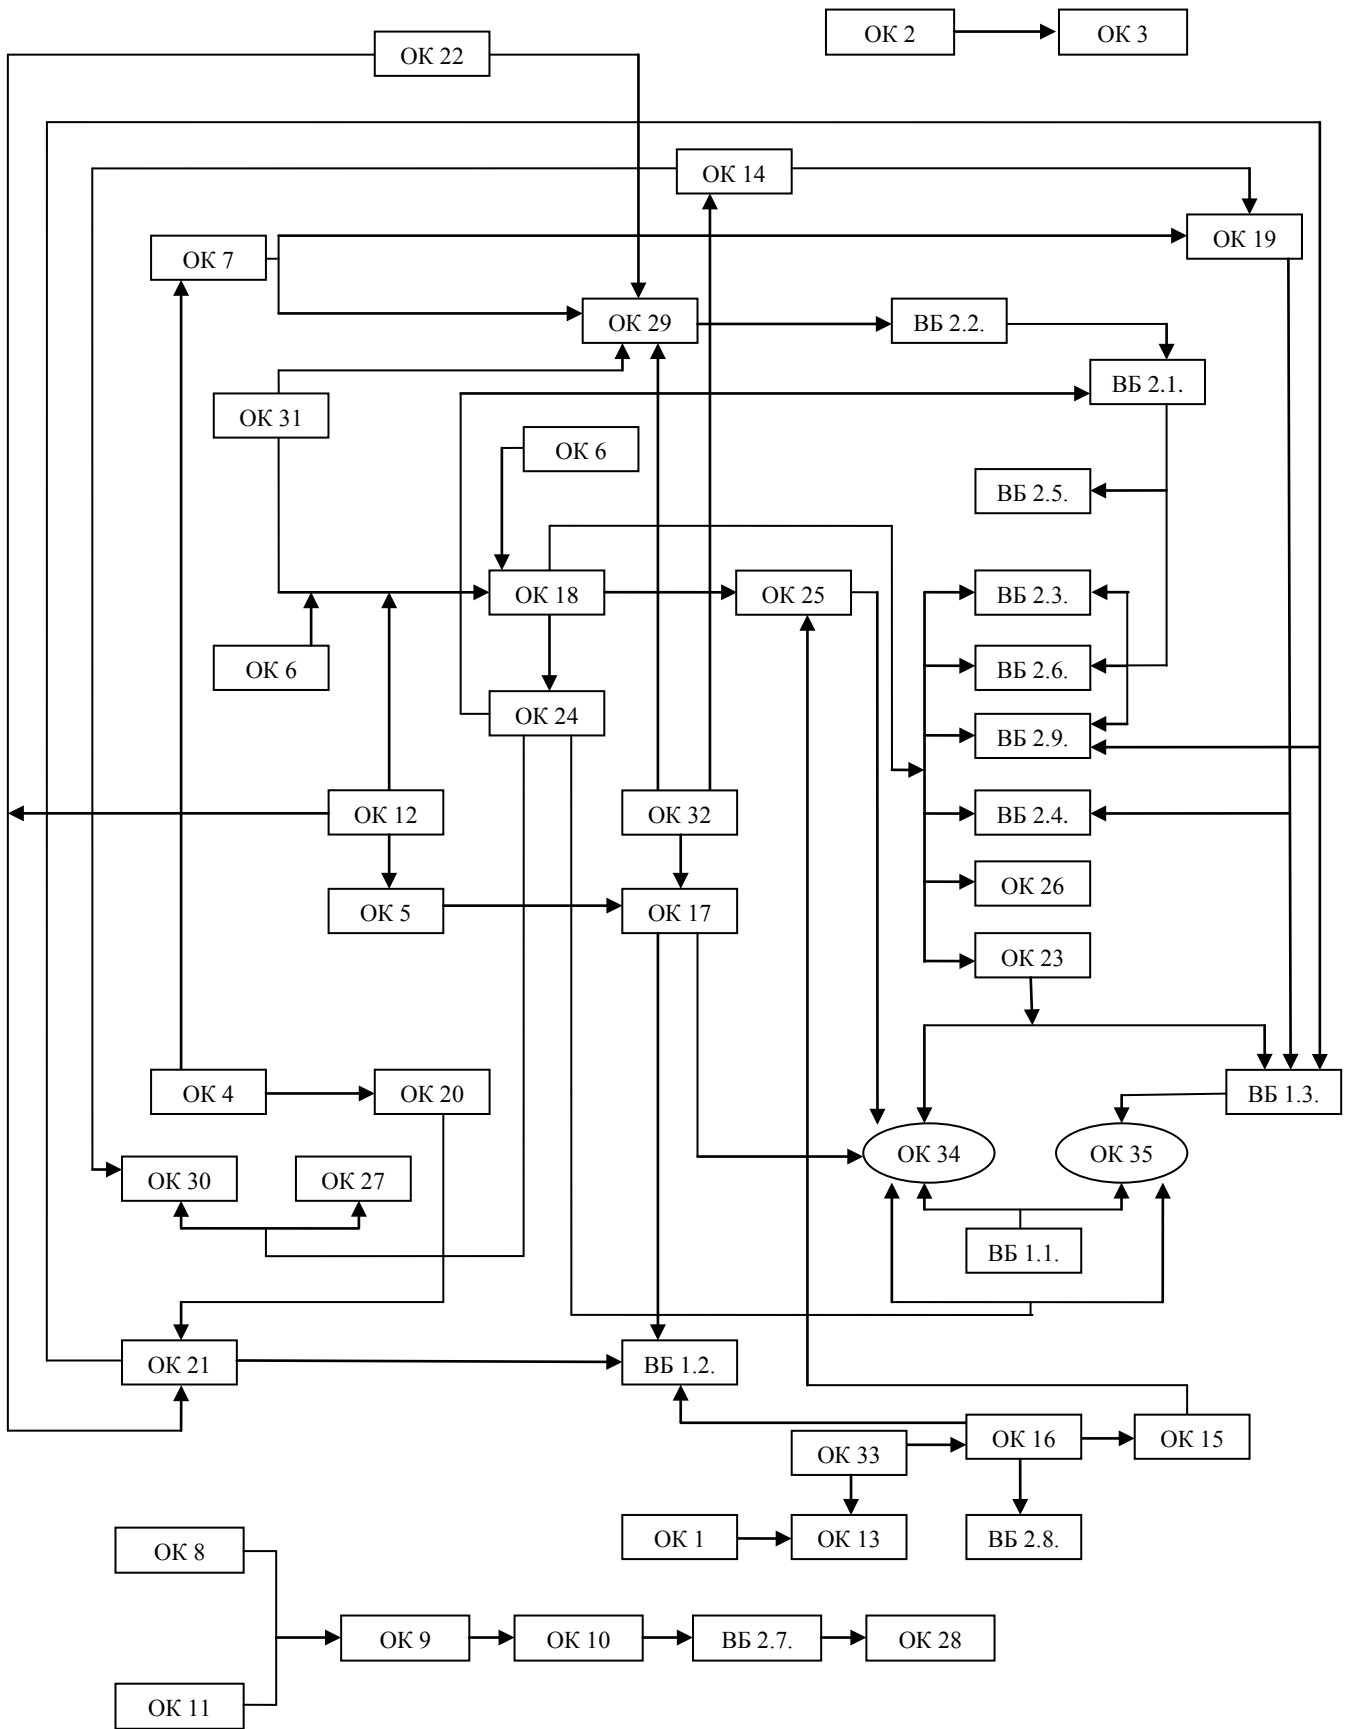 ОК 2
ОК 3
ОК 22
ОК 14
ОК 19
ОК 7
ОК 29
ВБ 2.2.
ВБ 2.1.
ОК 31
ОК 6
ВБ 2.5.
ОК 18
ОК 25
ВБ 2.3.
ОК 6
ВБ 2.6.
ОК 24
ВБ 2.9.
ОК 12
ОК 32
ВБ 2.4.
ОК 26
ОК 5
ОК 17
ОК 23
ОК 4
ОК 20
ВБ 1.3.
ОК 34
ОК 35
ОК 30
ОК 27
ВБ 1.1.
ОК 21
ВБ 1.2.
ОК 16
ОК 15
ОК 33
ОК 1
ОК 13
ВБ 2.8.
ОК 8
ОК 9
ОК 10
ВБ 2.7.
ОК 28
ОК 11